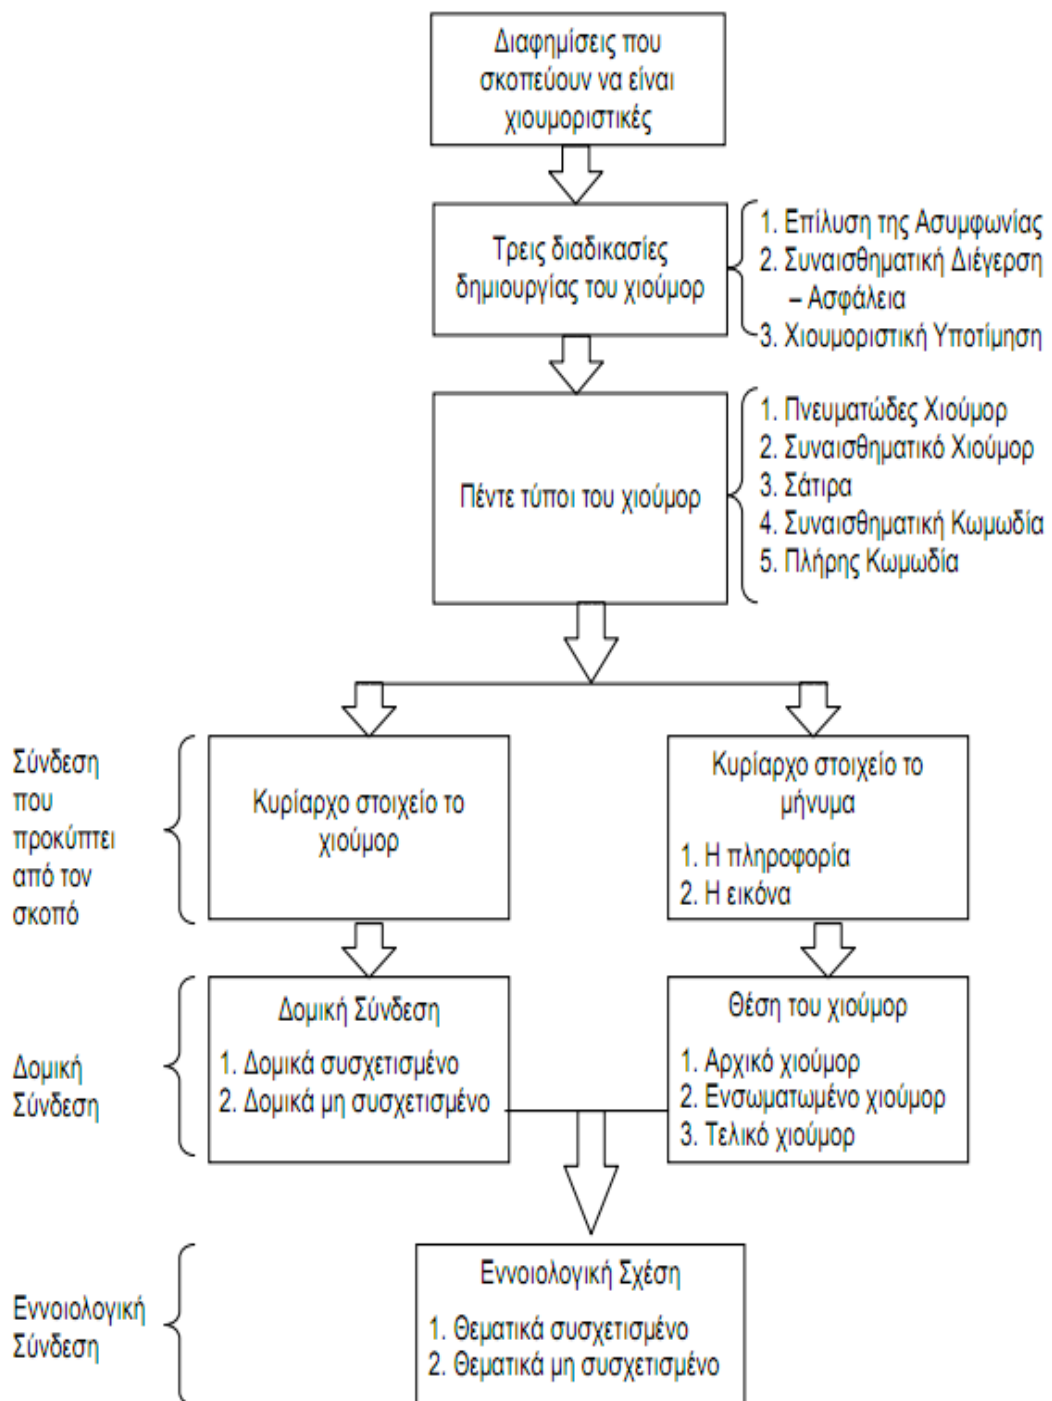 Διαφημίσεις που
σκοπεύουν να είναι
χιουμοριστικές
Τρεις διαδικασίες
δημιουργίας του χιούμορ
1. Επίλυση της Ασυμφωνίας
2. Συναισθηματική Διέγερση
– Ασφάλεια
3. Χιουμοριστική Υποτίμηση
Πέντε τύποι του χιούμορ
1. Πνευματώδες Χιούμορ
2. Συναισθηματικό Χιούμορ
3. Σάτιρα
4. Συναισθηματική Κωμωδία
5. Πλήρης Κωμωδία
Σύνδεση
που
προκύπτει
από τον
σκοπό
Κυρίαρχο στοιχείο το
χιούμορ
Κυρίαρχο στοιχείο το
μήνυμα
1. Η πληροφορία
2. Η εικόνα
Δομική
Σύνδεση
Δομική Σύνδεση
1. Δομικά συσχετισμένο
2. Δομικά μη συσχετισμένο
Θέση του χιούμορ
1. Αρχικό χιούμορ
2. Ενσωματωμένο χιούμορ
3. Τελικό χιούμορ
Εννοιολογική
Σύνδεση
Εννοιολογική Σχέση
1. Θεματικά συσχετισμένο
2. Θεματικά μη συσχετισμένο